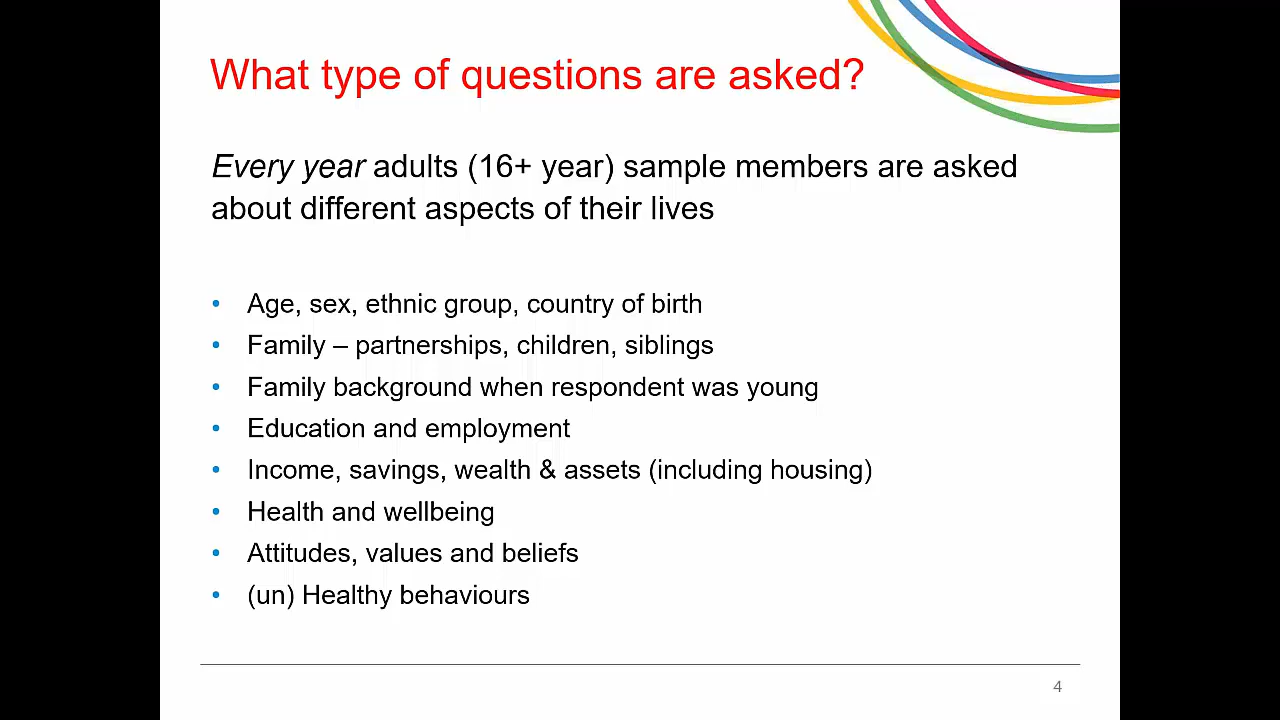 What type of questions are asked?
Every year adults (16+ year) sample members are asked
about different aspects of their lives
• Age, sex, ethnic group, country of birth
• Family – partnerships, children, siblings
• Family background when respondent was young
• Education and employment
• Income, savings, wealth & assets (including housing)
• Health and wellbeing
• Attitudes, values and beliefs
• (un) Healthy behaviours
4